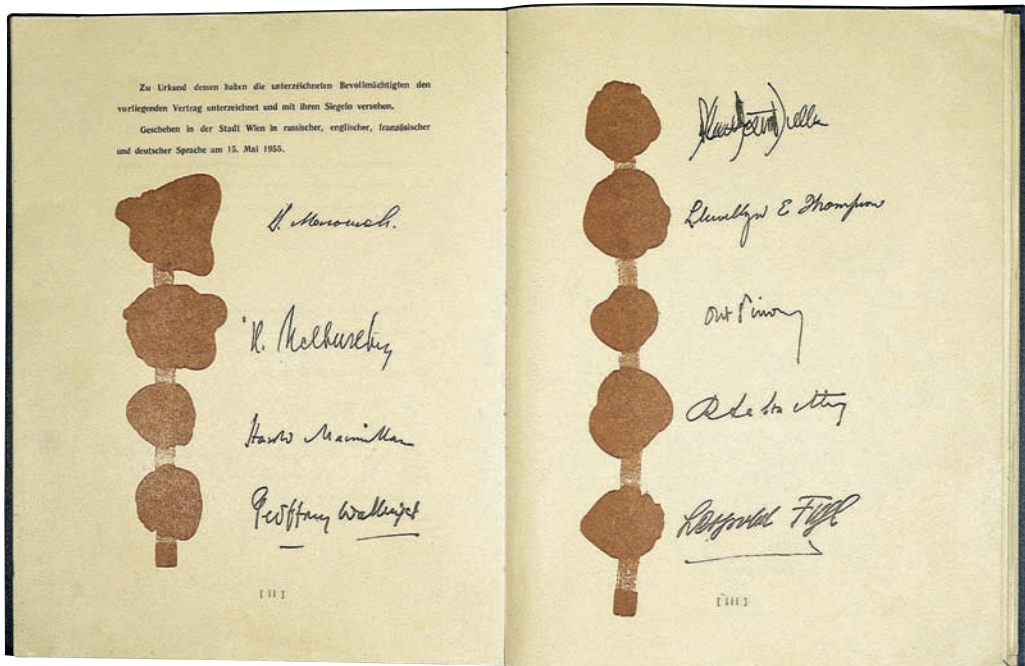 Zu Urkund dessen haben die unterzeichneten Bevollmächtigten den
vorliegenden Vertrag unterzeichnet und mit ihren Siegeln versehen.
Geschehen in der Stadt Wien in russischer, englischer, französischer
und deutscher Sprache am 15. Mai 1955.
Harold Macmillan
Geoffrey Wallinger
[ II ]
Llewellyn E Thompson
Leopold Figl
[ III ]